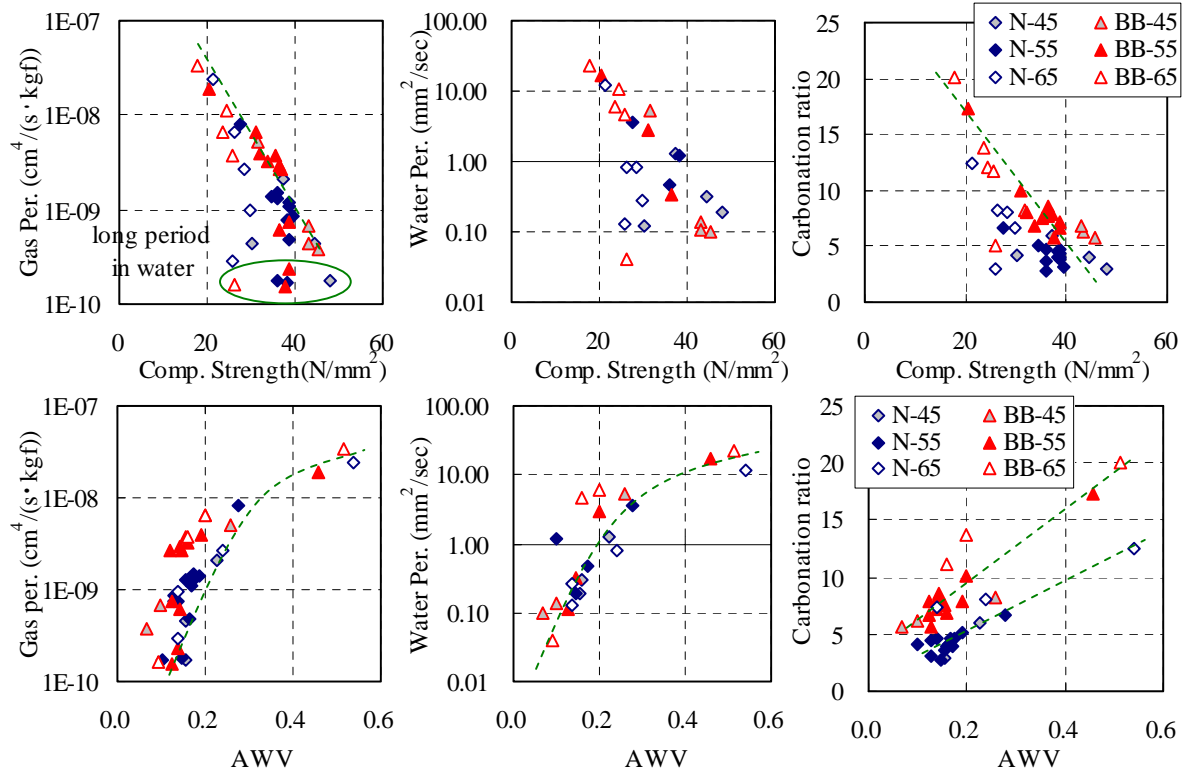 Gas Per. (cm⁴/(s· kgf))
1E-07
1E-08
1E-09
1E-10
long period
in water
0 20 40 60
Comp. Strength(N/mm²)
Water Per. (mm²/sec)
100.00
10.00
1.00
0.10
0.01
0 20 40 60
Comp. Strength (N/mm²)
Carbonation ratio
25
20
15
10
5
0
0 20 40 60
N-45 BB-45
N-55 BB-55
N-65 BB-65
Gas per. (cm⁴/(s· kgf))
1E-07
1E-08
1E-09
1E-10
0.0 0.2 0.4 0.6
AWV
Water Per. (mm²/sec)
100.00
10.00
1.00
0.10
0.01
0.0 0.2 0.4 0.6
AWV
Carbonation ratio
25
20
15
10
5
0
0.0 0.2 0.4 0.6
AWV
N-45 BB-45
N-55 BB-55
N-65 BB-65